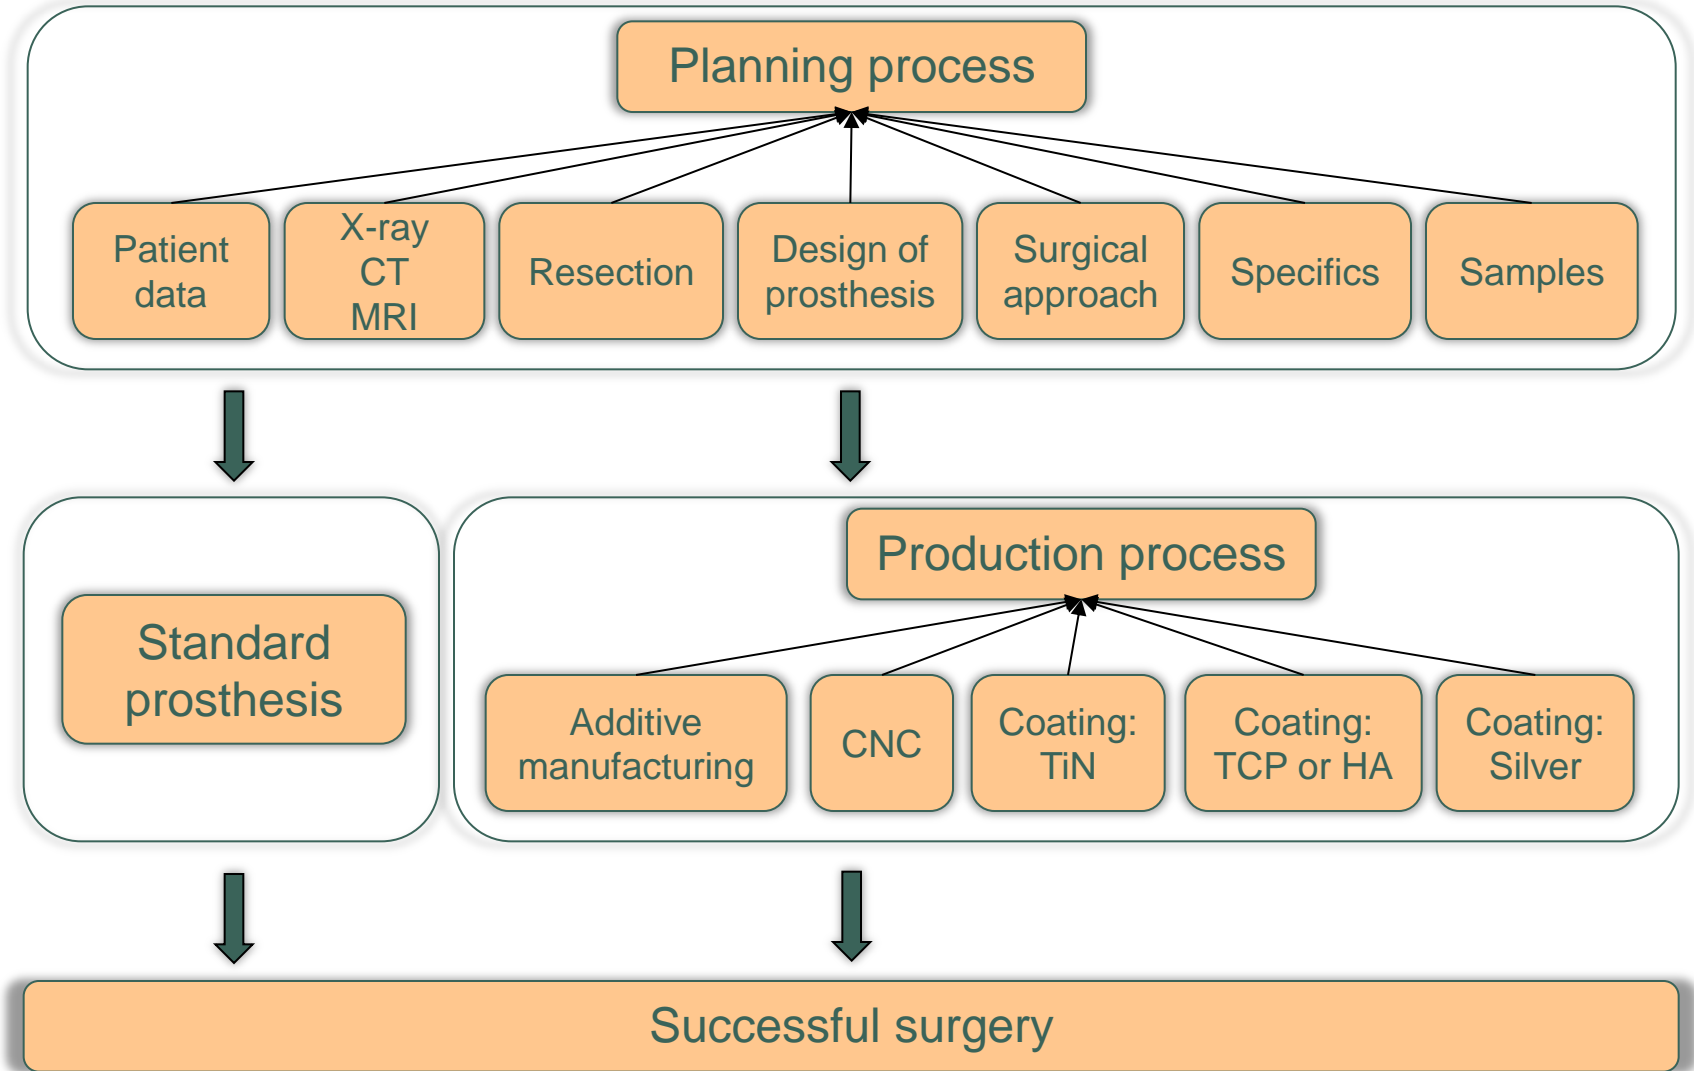 Planning process
Patient
data
X-ray
CT
MRI
Resection
Design of
prosthesis
Surgical
approach
Specifics
Samples
Standard
prosthesis
Production process
Additive
manufacturing
CNC
Coating:
TiN
Coating:
TCP or HA
Coating:
Silver
Successful surgery